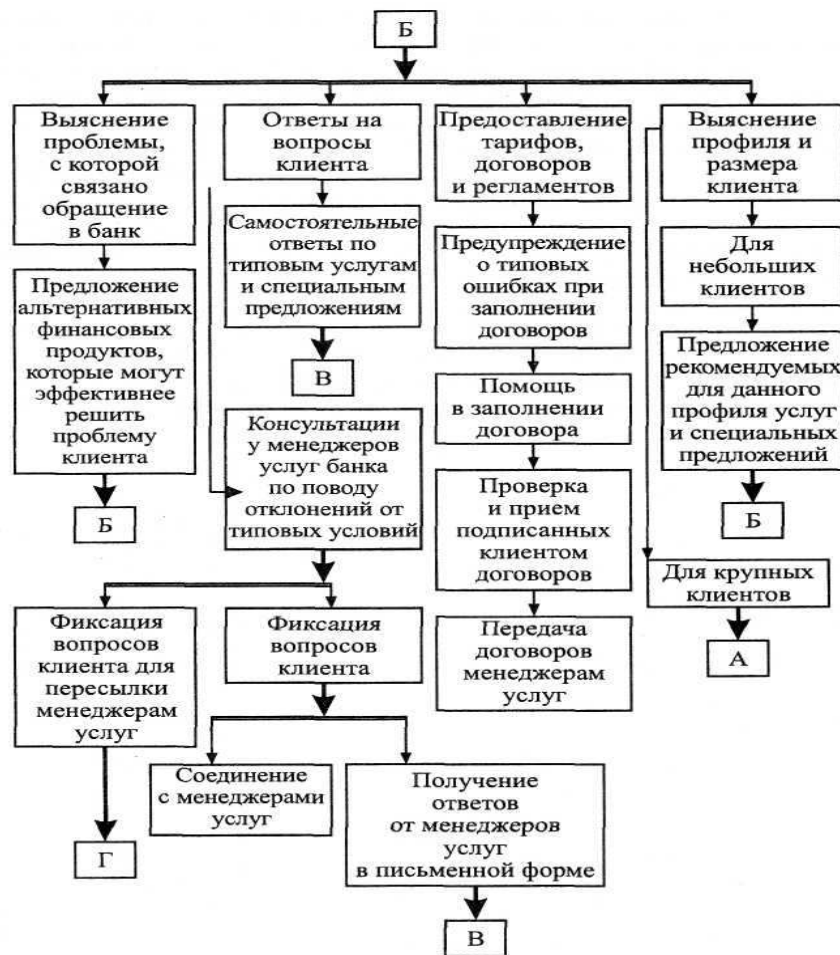 Б
Выяснение
проблемы,
с которой
связано
обращение
в банк
Предложение
альтернативных
финансовых
продуктов,
которые могут
эффективнее
решить
проблему
клиента
Б
Ответы на
вопросы
клиента
Самостоятельные
ответы по
типовым услугам
и специальным
предложениям
В
Консультации
у менеджеров
услуг банка
по поводу
отклонений от
типовых условий
Фиксация
вопросов
клиента для
пересылки
менеджерам
услуг
Г
Фиксация
вопросов
клиента
Соединение
с менеджерами
услуг
Получение
ответов
от менеджеров
услуг
в письменной форме
В
Предоставление
тарифов,
договоров
и регламентов
Предупреждение
о типовых
ошибках при
заполнении
договоров
Помощь
в заполнении
договора
Проверка
и прием
подписанных
клиентом
договоров
Передача
договоров
менеджерам
услуг
Выяснение
профиля и
размера
клиента
Для
небольших
клиентов
Предложение
рекомендуемых
для данного
профиля услуг
и специальных
предложений
Б
Для крупных
клиентов
А